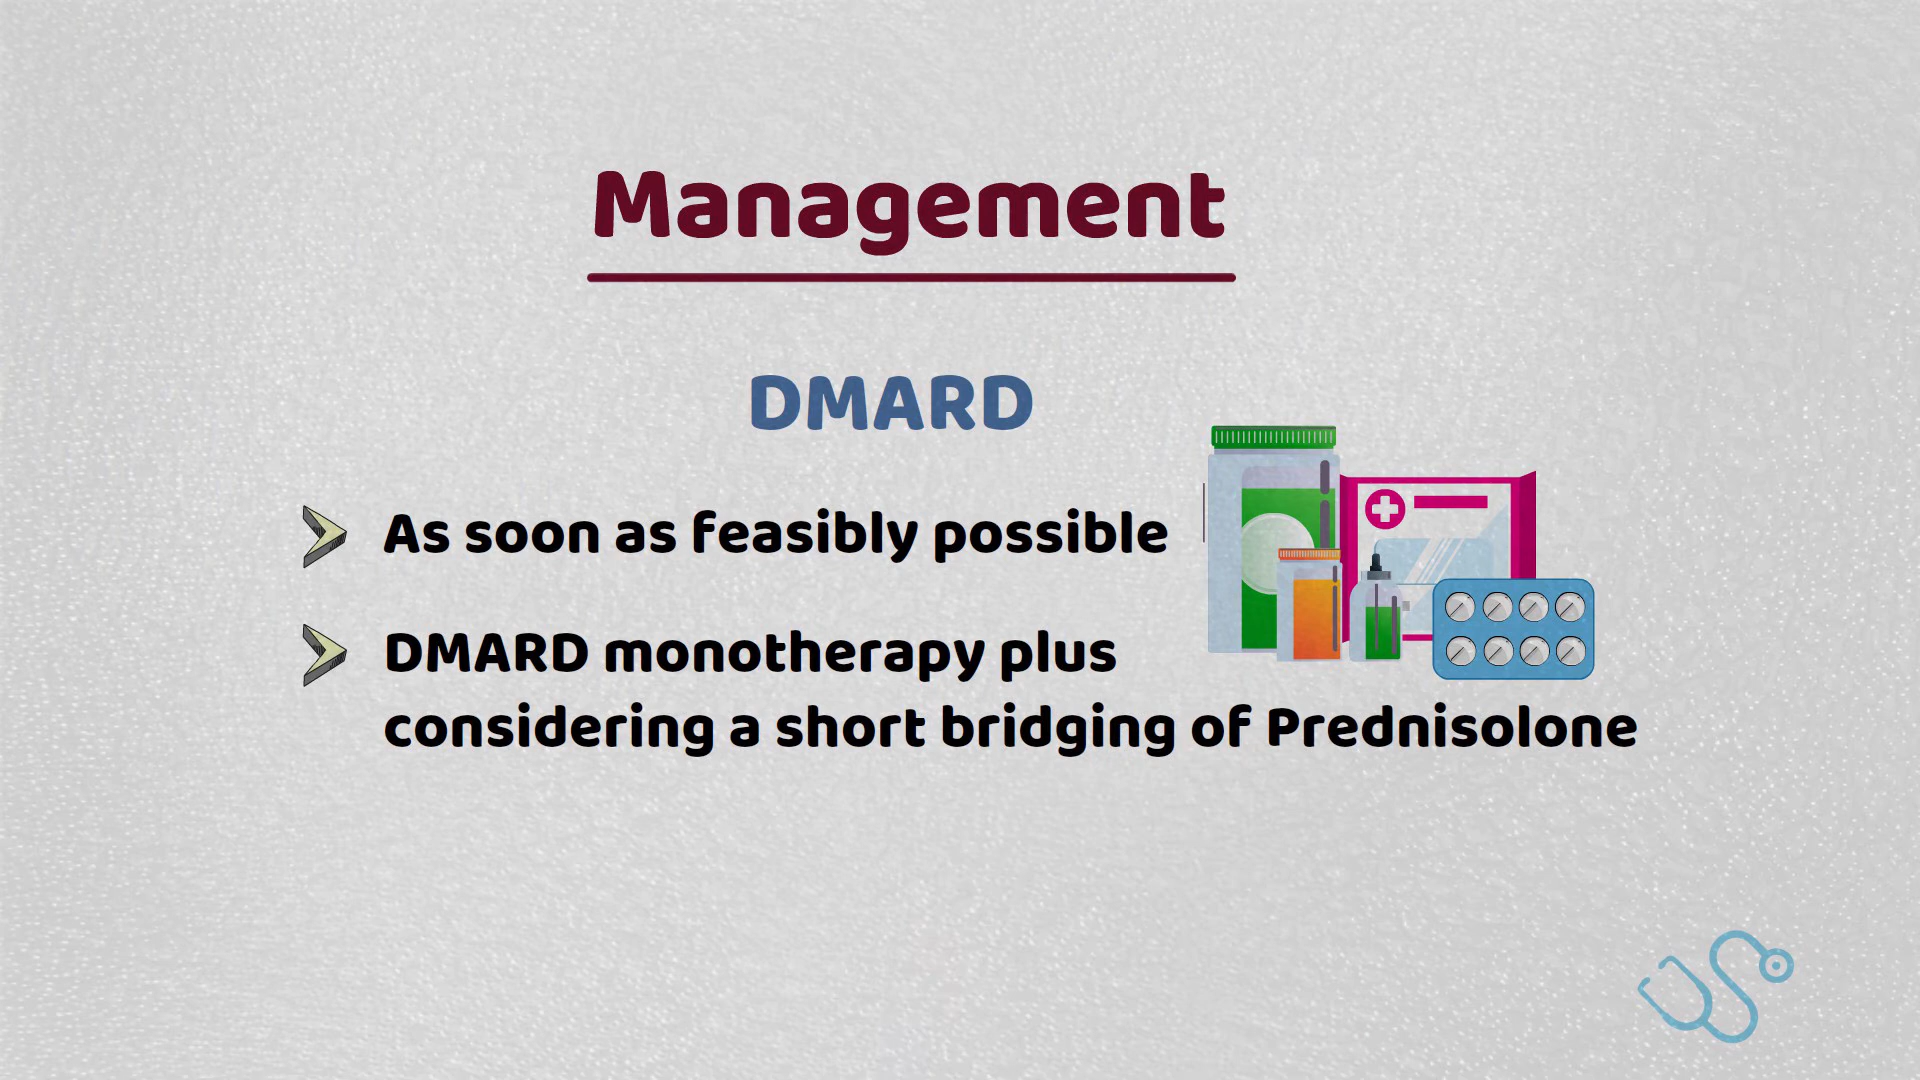 Management
DMARD
As soon as feasibly possible
DMARD monotherapy plus
considering a short bridging of Prednisolone